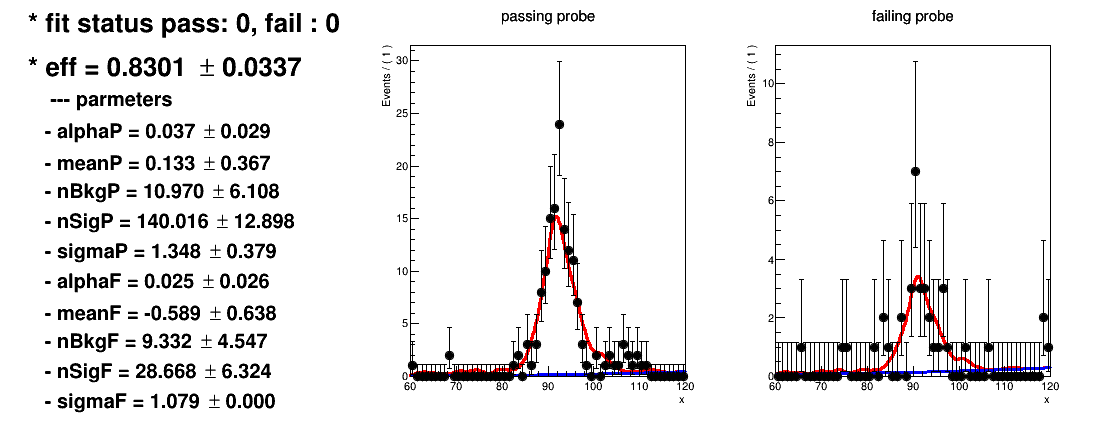 * fit status pass: 0, fail : 0
* eff = 0.8301 ± 0.0337
--- parmeters
- alphaP = 0.037 ± 0.029
- meanP = 0.133 ± 0.367
- nBkgP = 10.970 ± 6.108
- nSigP = 140.016 ± 12.898
- sigmaP = 1.348 ± 0.379
- alphaF = 0.025 ± 0.026
- meanF = -0.589 ± 0.638
- nBkgF = 9.332 ± 4.547
- nSigF = 28.668 ± 6.324
- sigmaF = 1.079 ± 0.000
passing probe
Events / ( 1 )
30
25
20
15
10
5
0
60 70 80 90 100 110 120
x
failing probe
Events / ( 1 )
10
8
6
4
2
0
60 70 80 90 100 110 120
x